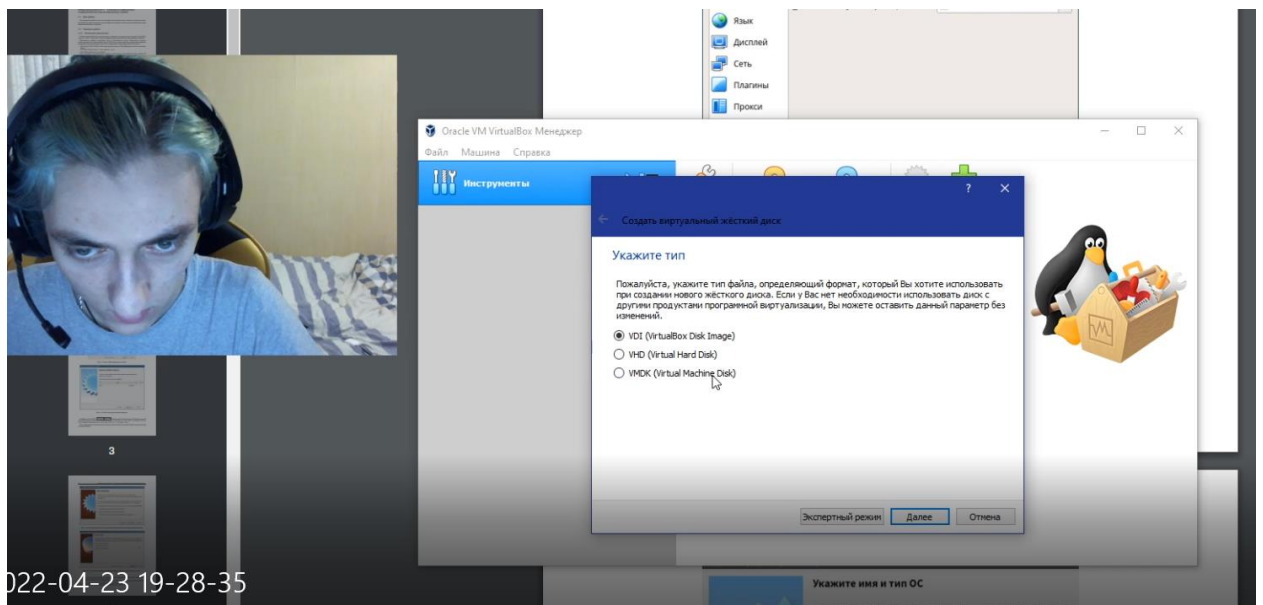 Язык
Дисплей
Сеть
Плагины
Прокси
Oracle VM VirtualBox Менеджер
Файл Машина Справка
Инструменты
? ×
Создать виртуальный жёсткий диск
Укажите тип
Пожалуйста, укажите тип файла, определяющий формат, который Вы хотите использовать
при создании нового жёсткого диска. Если у Вас нет необходимости использовать диск с
другими продуктами программной виртуализации, Вы можете оставить данный параметр без
изменений.
VDI (VirtualBox Disk Image)
VHD (Virtual Hard Disk)
VMDK (Virtual Machine Disk)
Экспертный режим Далее Отмена
3
022-04-23 19-28-35
Укажите имя и тип ОС